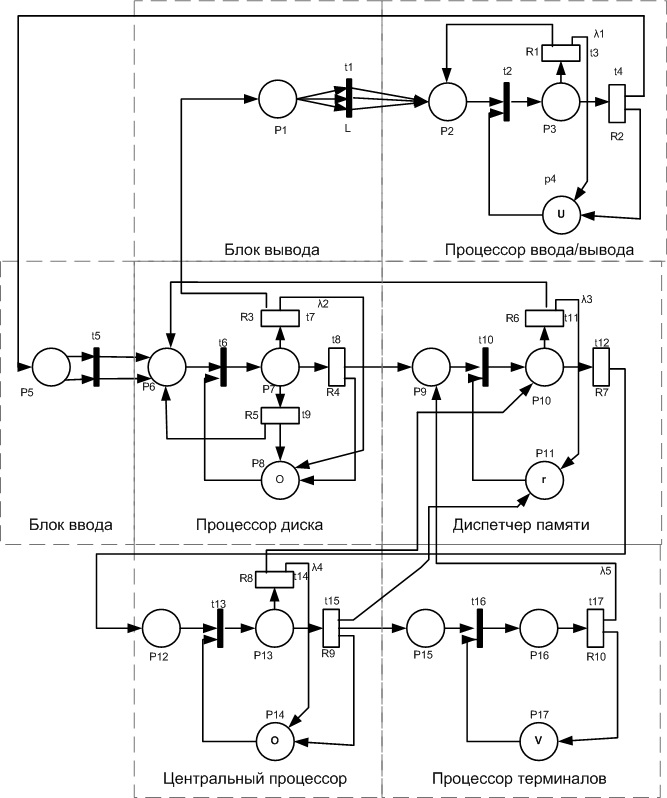 λ1
R1
t3
t4
t1
t2
P1
L
P2
P3
R2
p4
U
Блок вывода
Процессор ввода/вывода
R3
λ2
t7
R6
λ3
t11
t5
t6
t8
t10
t12
P5
P6
P7
R4
P9
P10
R7
R5
t9
P8
O
P11
r
Блок ввода
Процессор диска
Диспетчер памяти
R8
λ4
t14
λ5
t13
t15
t16
t17
P12
P13
R9
P15
P16
R10
P14
O
P17
V
Центральный процессор
Процессор терминалов